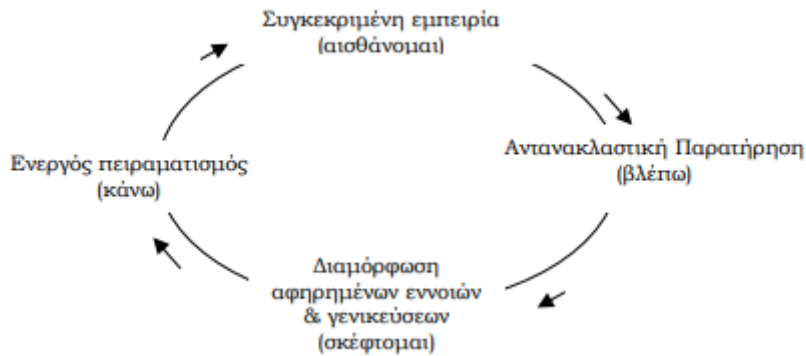 Συγκεκριμένη εμπειρία
(αισθάνομαι)
Αντανακλαστική Παρατήρηση
(βλέπω)
Διαμόρφωση
αφηρημένων εννοιών
& γενικεύσεων
(σκέφτομαι)
Ενεργός πειραματισμός
(κάνω)